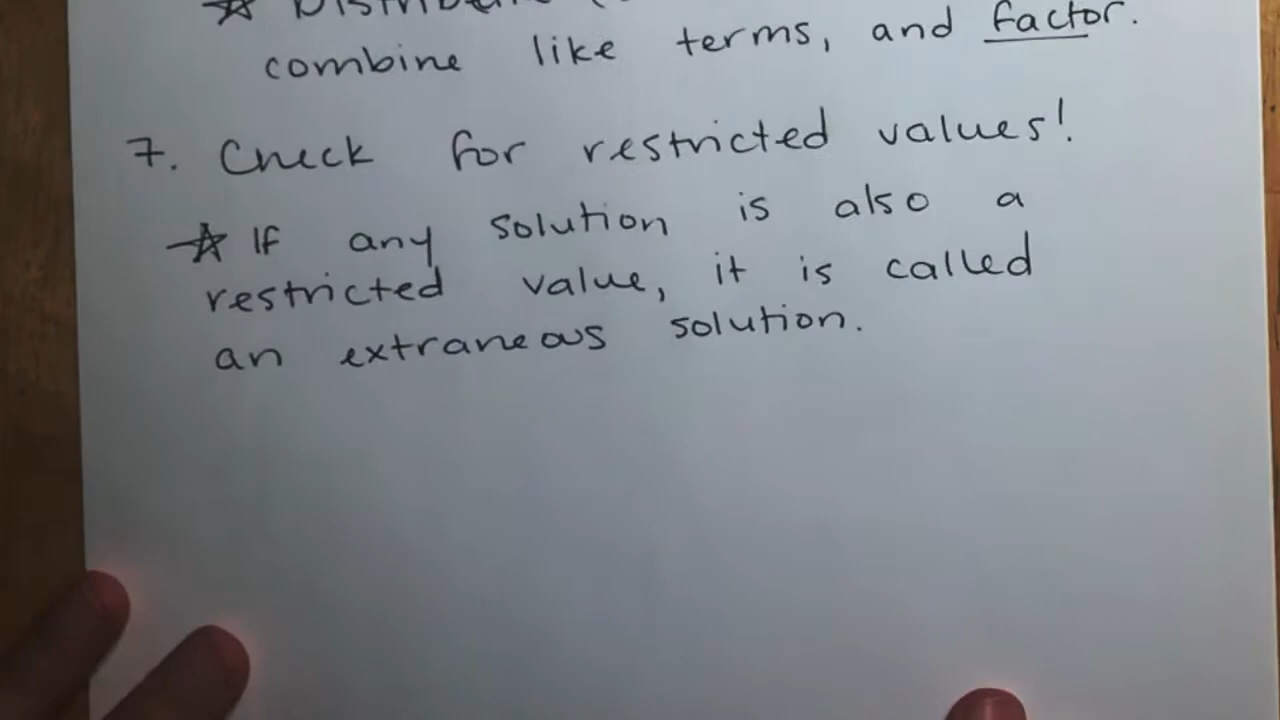 ☆ Distribute
combine like terms, and factor.
7. Check for restricted values!
☆ If any solution is also a
restricted value, it is called
an extraneous solution.